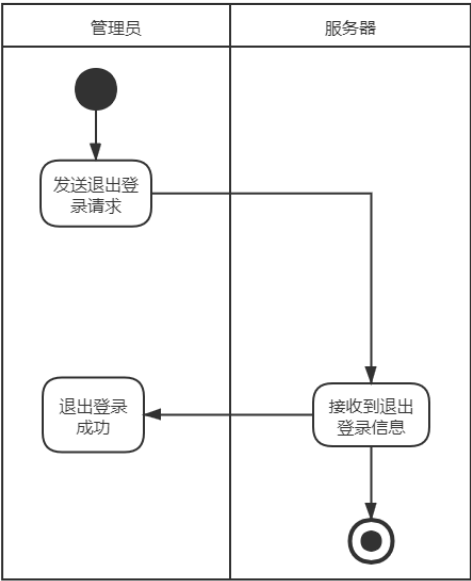 管理员
服务器
发送退出登
录请求
退出登录
成功
接收到退出
登录信息